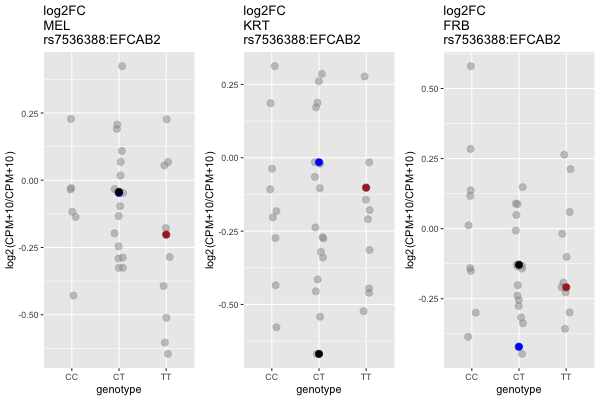 log2FC
MEL
rs7536388:EFCAB2
log2(CPM+10/CPM+10)
0.25
0.00
-0.25
-0.50
CC CT TT
genotype
log2FC
KRT
rs7536388:EFCAB2
log2(CPM+10/CPM+10)
0.25
0.00
-0.25
-0.50
CC CT TT
genotype
log2FC
FRB
rs7536388:EFCAB2
log2(CPM+10/CPM+10)
0.50
0.25
0.00
-0.25
CC CT TT
genotype